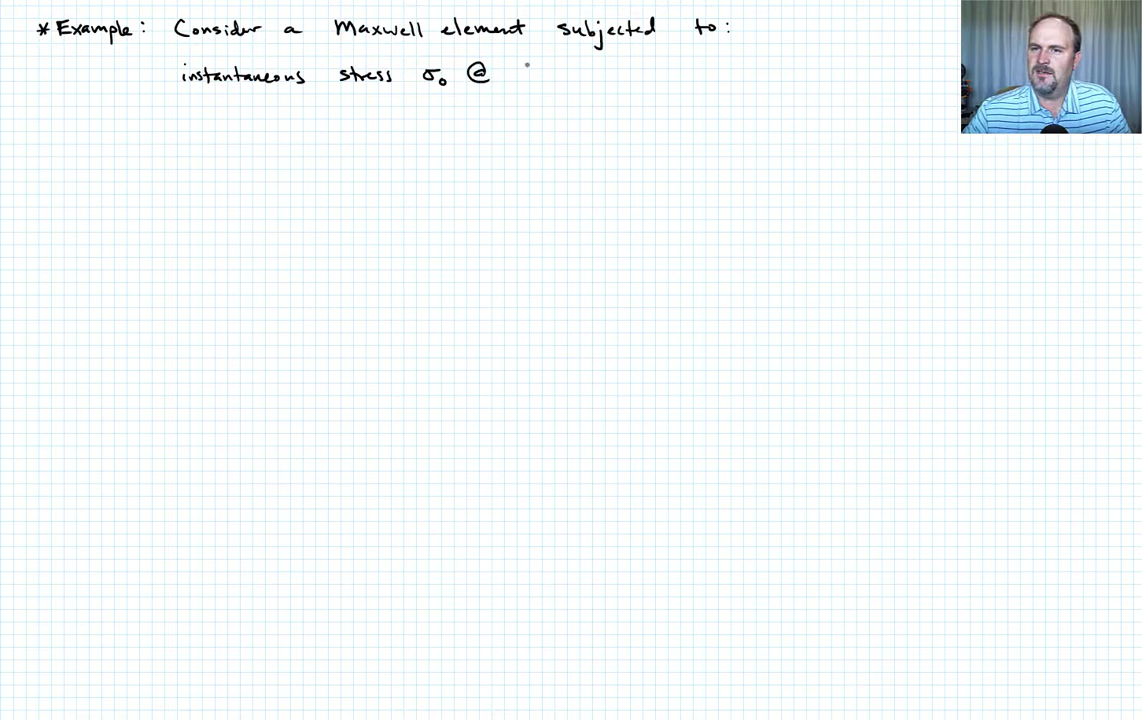 * Example: Consider a Maxwell element subjected to:
instantaneous stress σ₀ @